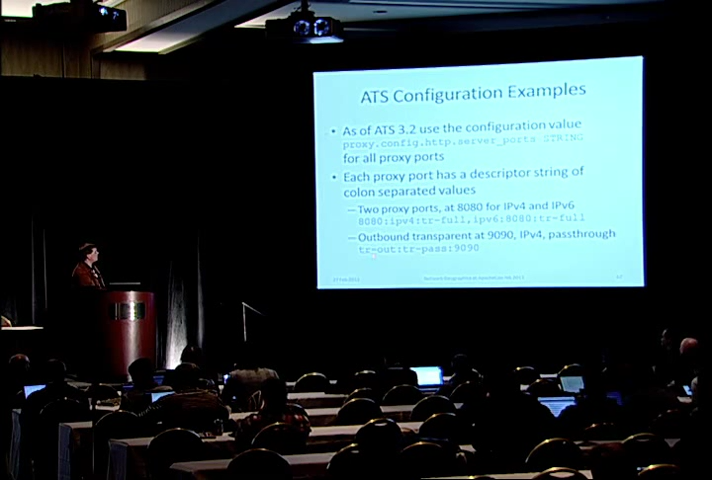 ATS Configuration Examples
• As of ATS 3.2 use the configuration value
proxy.config.http.server_ports STRING
for all proxy ports
• Each proxy port has a descriptor string of
colon separated values
—Two proxy ports, at 8080 for IPv4 and IPv6
8080:ipv4:tr-full,ipv6:8080:tr-full
—Outbound transparent at 9090, IPv4, passthrough
tr-out:tr-pass:9090